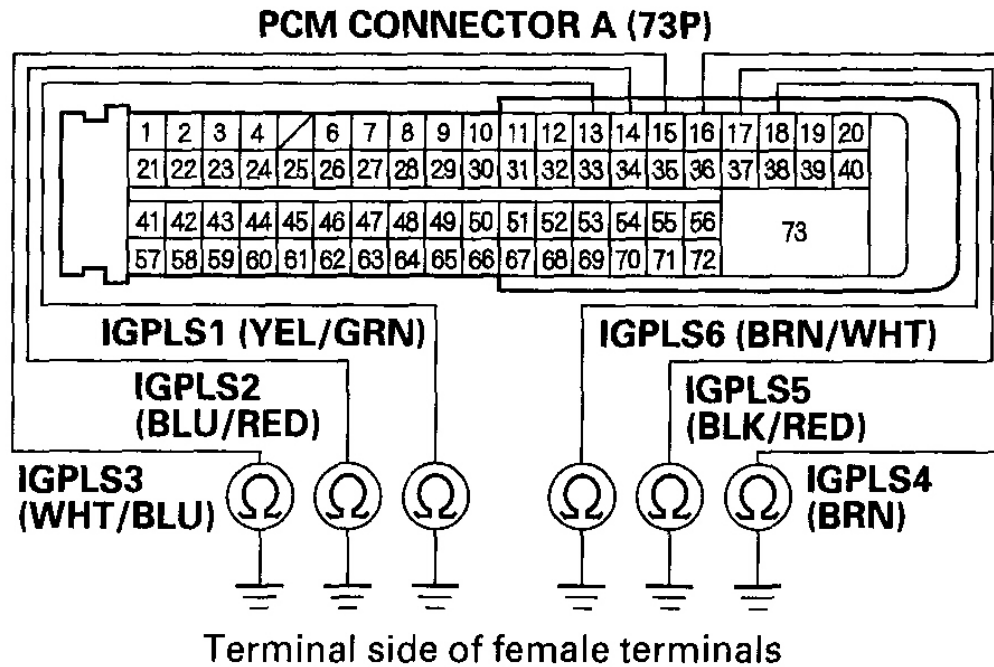 PCM CONNECTOR A (73P)
1 2 3 4 6 7 8 9 10 11 12 13 14 15 16 17 18 19 20
21 22 23 24 25 26 27 28 29 30 31 32 33 34 35 36 37 38 39 40
41 42 43 44 45 46 47 48 49 50 51 52 53 54 55 56
73
57 58 59 60 61 62 63 64 65 66 67 68 69 70 71 72
IGPLS1 (YEL/GRN)
IGPLS6 (BRN/WHT)
IGPLS2
(BLU/RED)
IGPLS5
(BLK/RED)
IGPLS3
(WHT/BLU)
Ω Ω Ω Ω Ω Ω
IGPLS4
(BRN)
Terminal side of female terminals